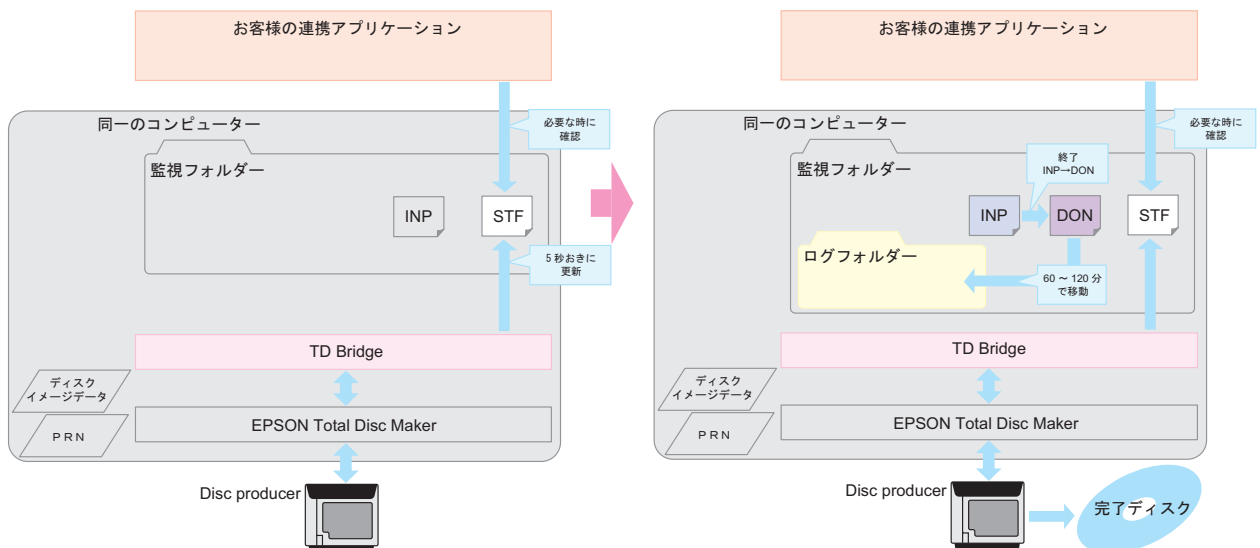 お客様の連携アプリケーション
同一のコンピューター
必要な時に
確認
監視フォルダー
INP
STF
5 秒おきに
更新
TD Bridge
ディスク
イメージデータ
EPSON Total Disc Maker
PRN
Disc producer
お客様の連携アプリケーション
同一のコンピューター
必要な時に
確認
監視フォルダー
終了
INP→DON
INP
DON
STF
ログフォルダー
60 ~ 120 分
で移動
TD Bridge
ディスク
イメージデータ
EPSON Total Disc Maker
PRN
Disc producer
完了ディスク